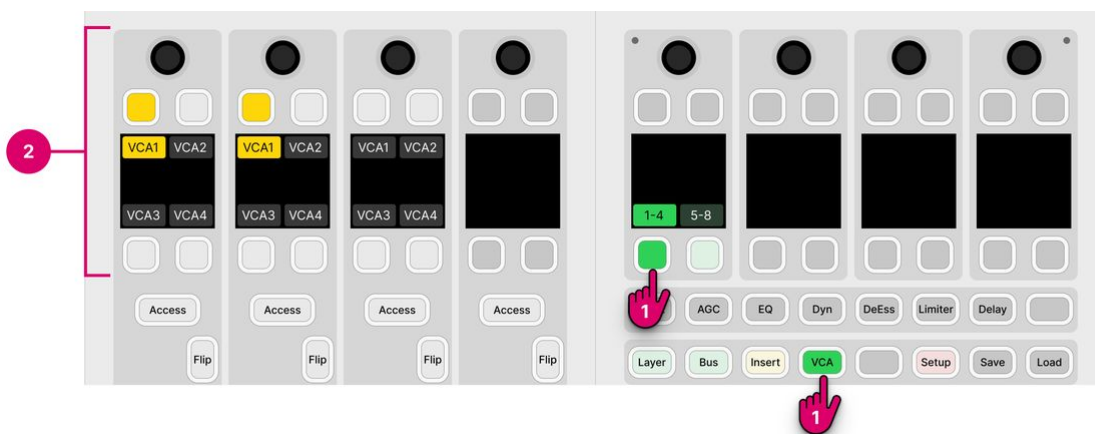 VCA1 VCA2 VCA1 VCA2 VCA1 VCA2
2
VCA3 VCA4 VCA3 VCA4 VCA3 VCA4 1-4 5-8
Access Access Access Access 1 AGC EQ Dyn DeEss Limiter Delay
Flip Flip Flip Flip Layer Bus Insert VCA Setup Save Load
1